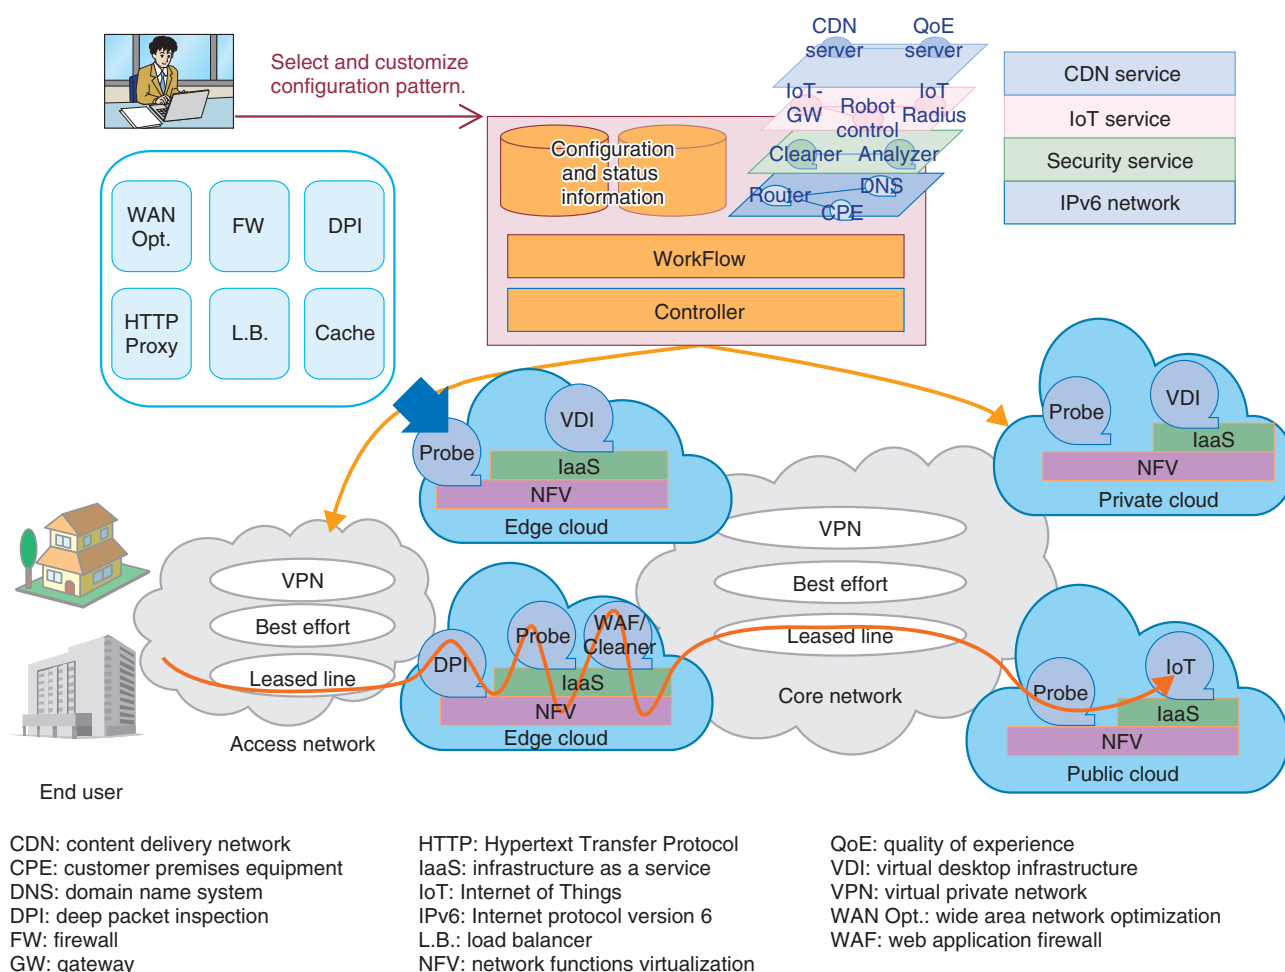 Select and customize
configuration pattern.
CDN
server
QoE
server
IoT-
GW
Robot
control
IoT
Radius
Cleaner
Analyzer
Router
DNS
CPE
CDN service
IoT service
Security service
IPv6 network
Configuration
and status
information
WorkFlow
Controller
WAN
Opt.
FW
DPI
HTTP
Proxy
L.B.
Cache
Probe
VDI
IaaS
NFV
Edge cloud
Probe
VDI
IaaS
NFV
Private cloud
VPN
Best effort
Leased line
Access network
DPI
Probe
WAF/
Cleaner
IaaS
NFV
Edge cloud
VPN
Best effort
Leased line
Core network
Probe
IoT
IaaS
NFV
Public cloud
End user
CDN: content delivery network
CPE: customer premises equipment
DNS: domain name system
DPI: deep packet inspection
FW: firewall
GW: gateway
HTTP: Hypertext Transfer Protocol
IaaS: infrastructure as a service
IoT: Internet of Things
IPv6: Internet protocol version 6
L.B.: load balancer
NFV: network functions virtualization
QoE: quality of experience
VDI: virtual desktop infrastructure
VPN: virtual private network
WAN Opt.: wide area network optimization
WAF: web application firewall